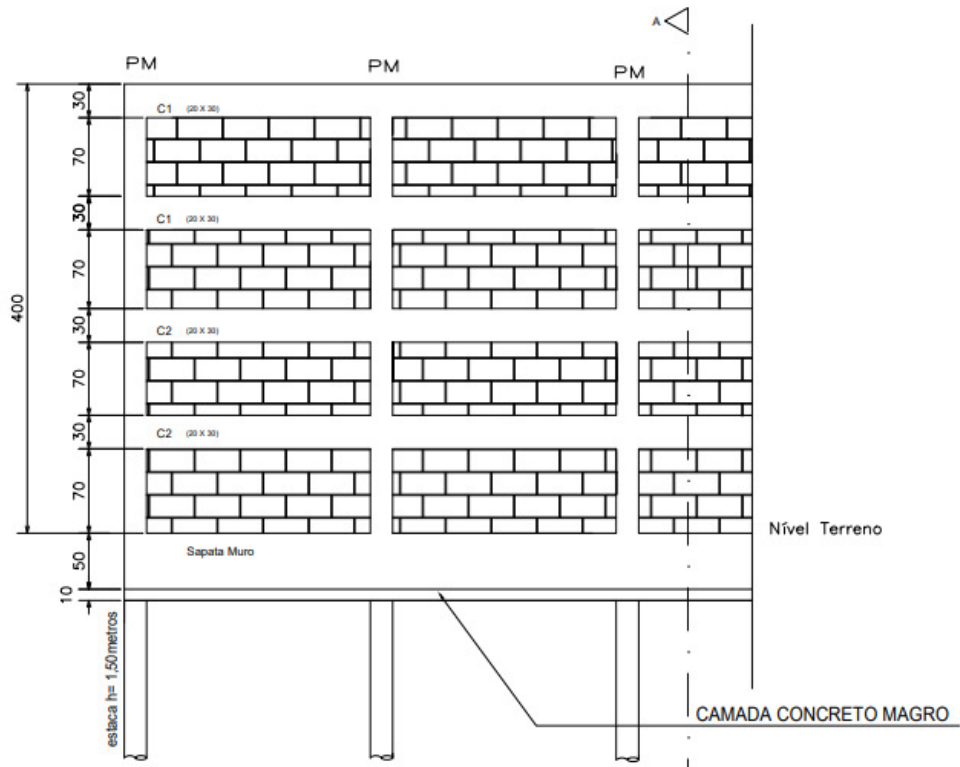 A
PM
PM
PM
30
C1 (20 X 30)
70
30
C1 (20 X 30)
70
400
30
C2 (20 X 30)
70
30
C2 (20 X 30)
70
Nível Terreno
Sapata Muro
50
10
estaca h= 1,50metros
CAMADA CONCRETO MAGRO